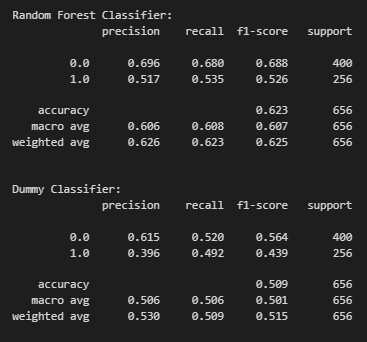 Random Forest Classifier:
precision recall f1-score support
0.0 0.696 0.680 0.688 400
1.0 0.517 0.535 0.526 256
accuracy 0.623 656
macro avg 0.606 0.608 0.607 656
weighted avg 0.626 0.623 0.625 656
Dummy Classifier:
precision recall f1-score support
0.0 0.615 0.520 0.564 400
1.0 0.396 0.492 0.439 256
accuracy 0.509 656
macro avg 0.506 0.506 0.501 656
weighted avg 0.530 0.509 0.515 656